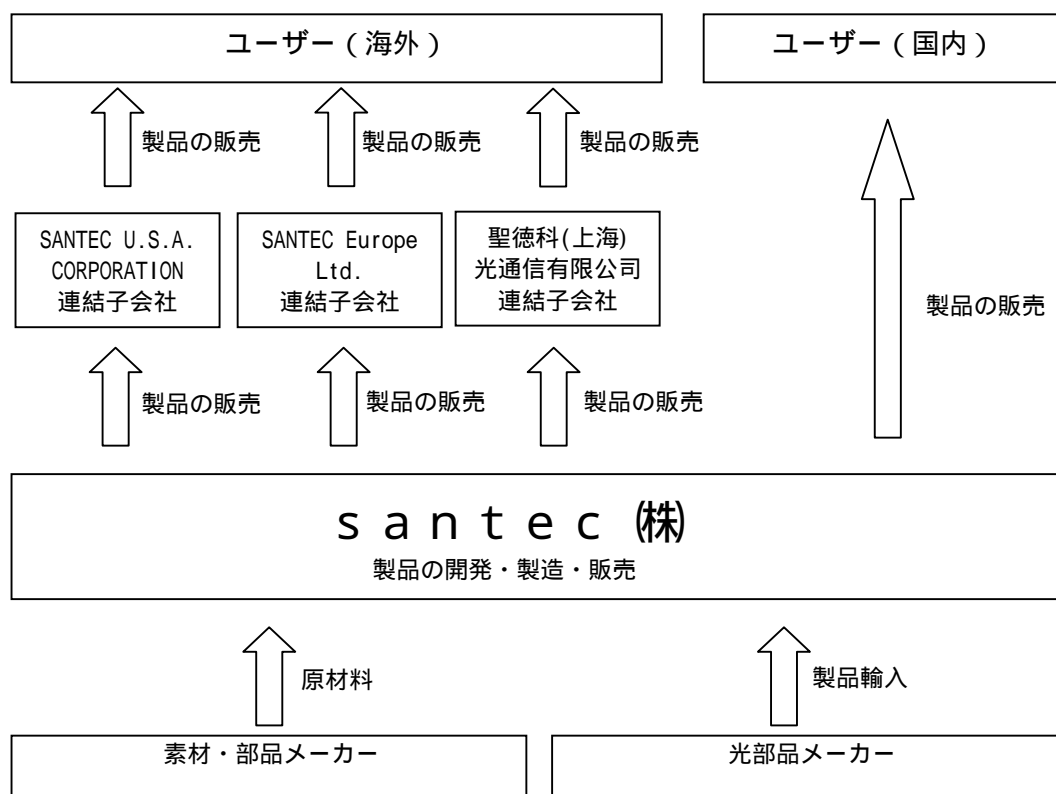 ユーザー(海外)
ユーザー(国内)
製品の販売
製品の販売
製品の販売
SANTEC U.S.A.
CORPORATION
連結子会社
SANTEC Europe
Ltd.
連結子会社
聖徳科(上海)
光通信有限公司
連結子会社
製品の販売
製品の販売
製品の販売
製品の販売
santec㈱
製品の開発・製造・販売
原材料
製品輸入
素材・部品メーカー
光部品メーカー